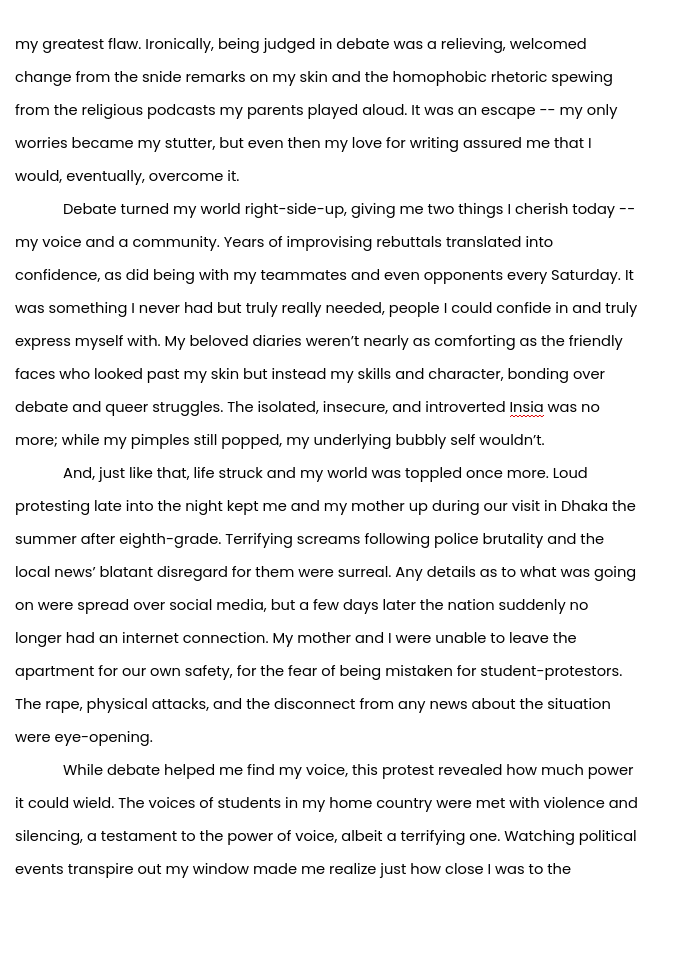 my greatest flaw. Ironically, being judged in debate was a relieving, welcomed
change from the snide remarks on my skin and the homophobic rhetoric spewing
from the religious podcasts my parents played aloud. It was an escape -- my only
worries became my stutter, but even then my love for writing assured me that I
would, eventually, overcome it.
Debate turned my world right-side-up, giving me two things I cherish today --
my voice and a community. Years of improvising rebuttals translated into
confidence, as did being with my teammates and even opponents every Saturday. It
was something I never had but truly really needed, people I could confide in and truly
express myself with. My beloved diaries weren’t nearly as comforting as the friendly
faces who looked past my skin but instead my skills and character, bonding over
debate and queer struggles. The isolated, insecure, and introverted Insia was no
more; while my pimples still popped, my underlying bubbly self wouldn’t.
And, just like that, life struck and my world was toppled once more. Loud
protesting late into the night kept me and my mother up during our visit in Dhaka the
summer after eighth-grade. Terrifying screams following police brutality and the
local news’ blatant disregard for them were surreal. Any details as to what was going
on were spread over social media, but a few days later the nation suddenly no
longer had an internet connection. My mother and I were unable to leave the
apartment for our own safety, for the fear of being mistaken for student-protestors.
The rape, physical attacks, and the disconnect from any news about the situation
were eye-opening.
While debate helped me find my voice, this protest revealed how much power
it could wield. The voices of students in my home country were met with violence and
silencing, a testament to the power of voice, albeit a terrifying one. Watching political
events transpire out my window made me realize just how close I was to the